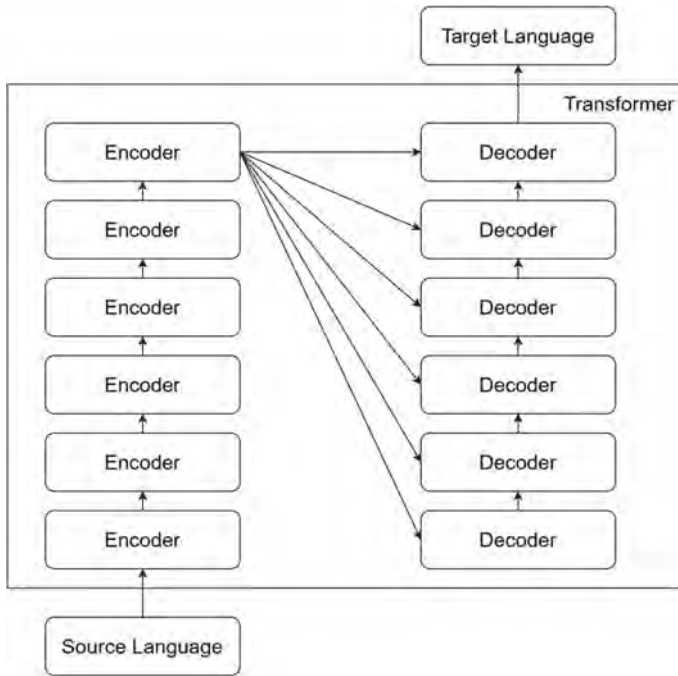 Target Language
Transformer
Encoder
Decoder
Encoder
Decoder
Encoder
Decoder
Encoder
Decoder
Encoder
Decoder
Encoder
Decoder
Source Language